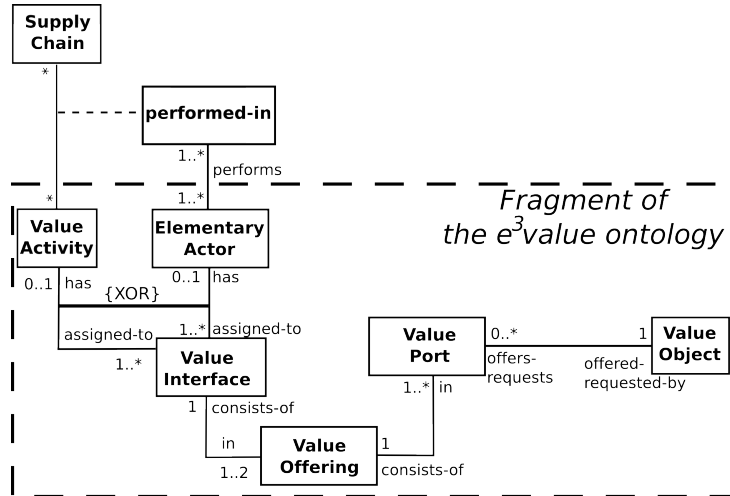 Supply
Chain
*
performed-in
1..*
performs
*
1..*
Fragment of
the e3value ontology
Value
Activity
Elementary
Actor
0..1 has
0..1 has
{XOR}
assigned-to
1..* assigned-to
1..*
Value
Interface
Value
Port
0..*
1
Value
Object
offers-
requests
offered-
requested-by
1..* in
1 consists-of
in
1..2
Value
Offering
1
consists-of